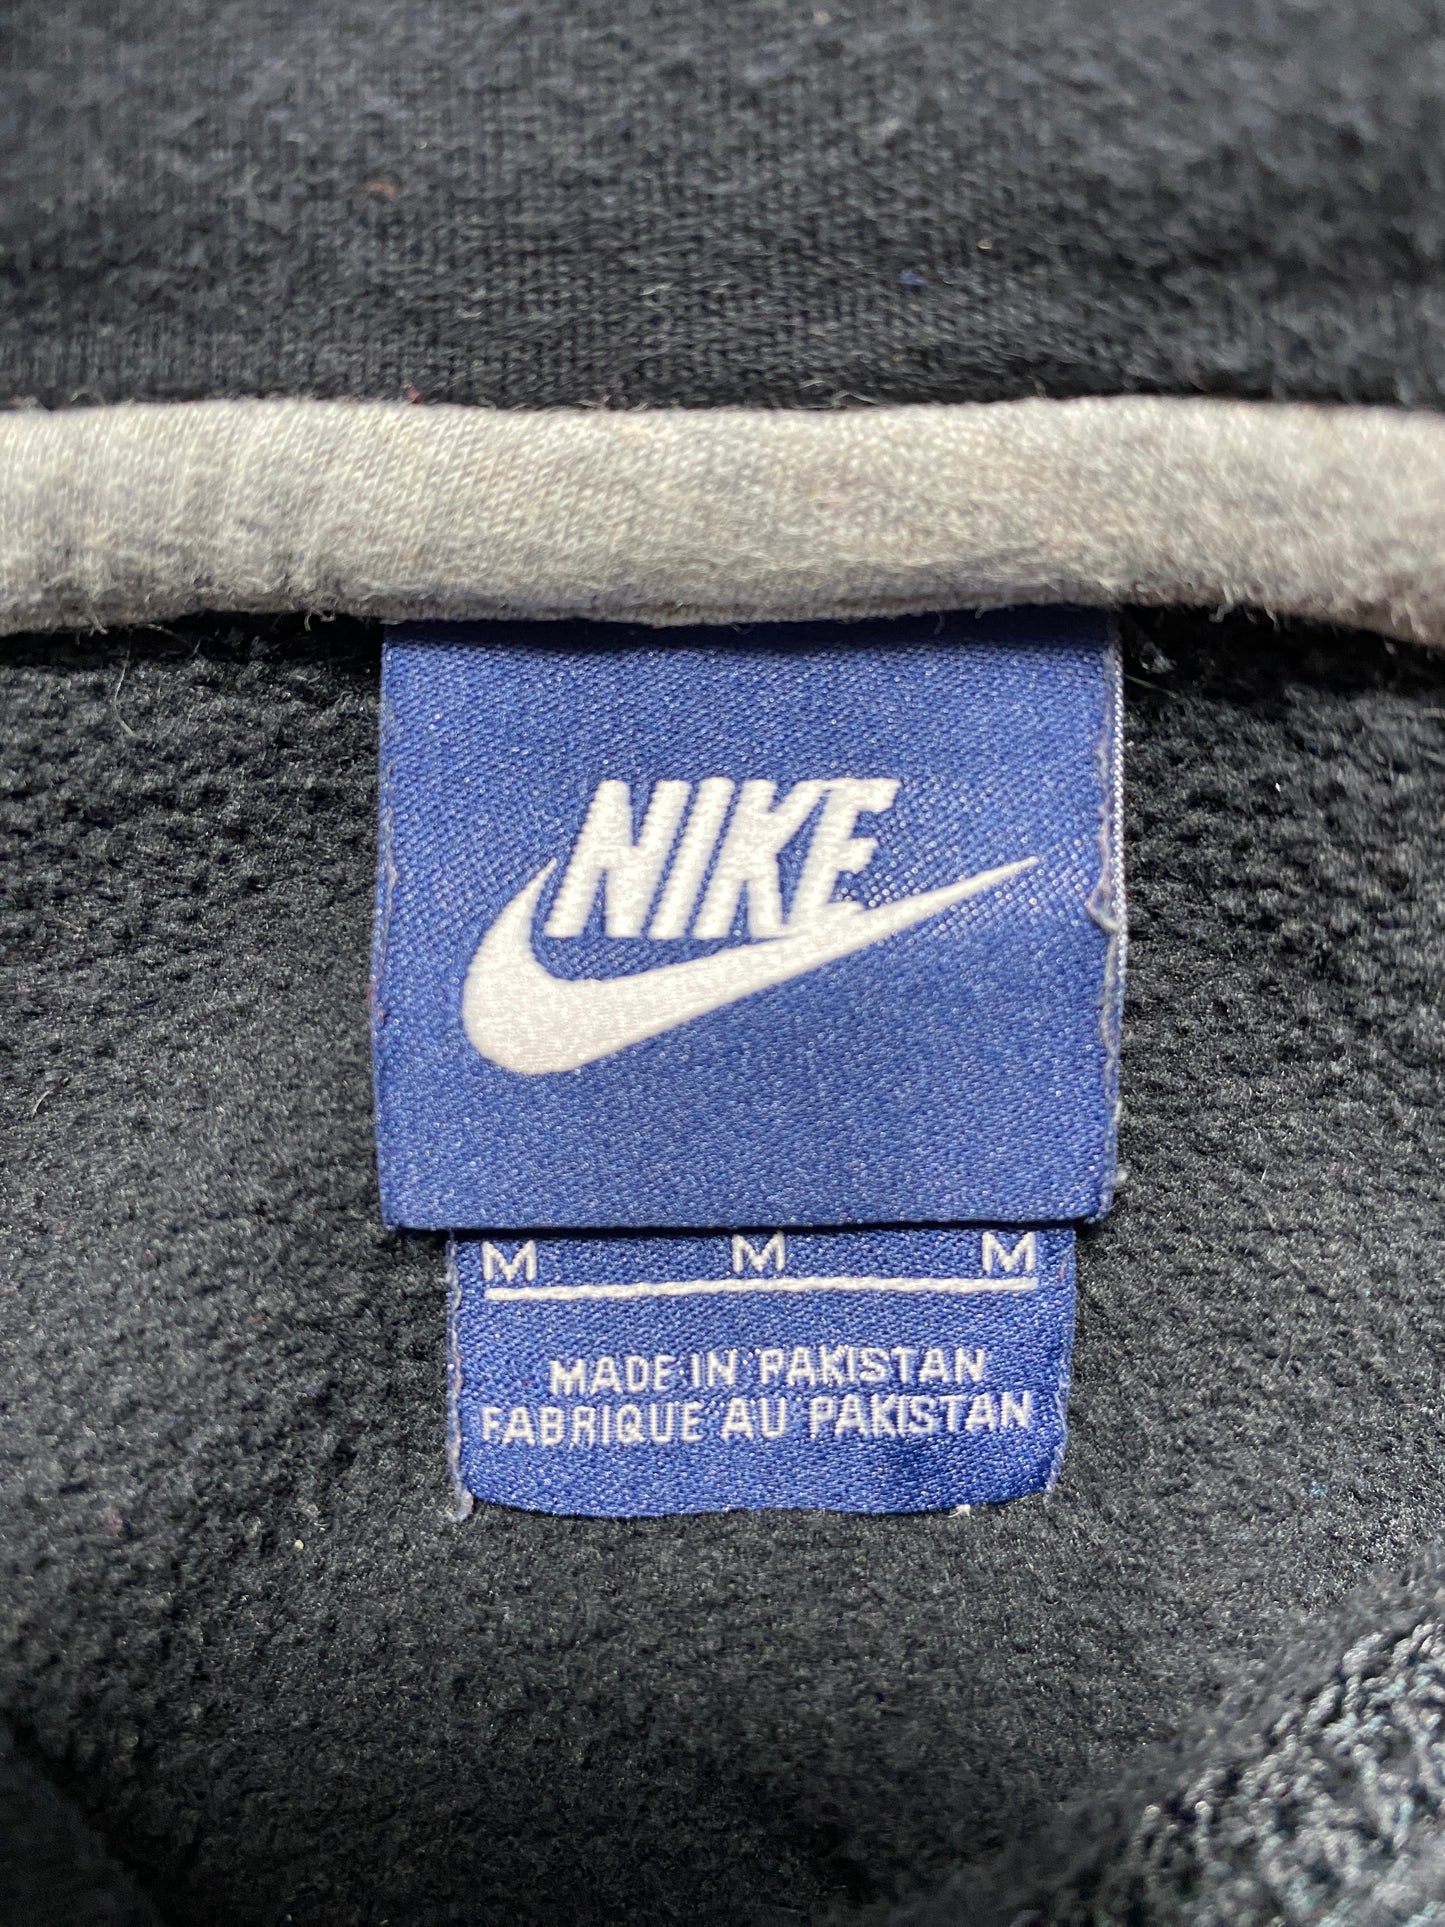 NIKE
M M M
MADE IN PAKISTAN
FABRIQUE AU PAKISTAN